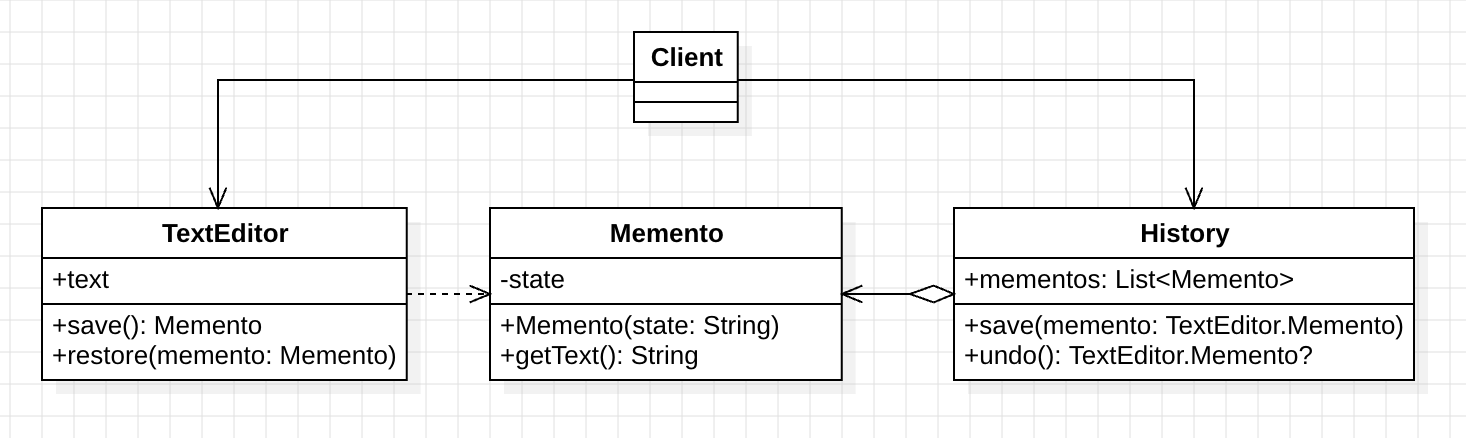 Client
TextEditor
+text
+save(): Memento
+restore(memento: Memento)
Memento
-state
+Memento(state: String)
+getText(): String
History
+mementos: List<Memento>
+save(memento: TextEditor.Memento)
+undo(): TextEditor.Memento?